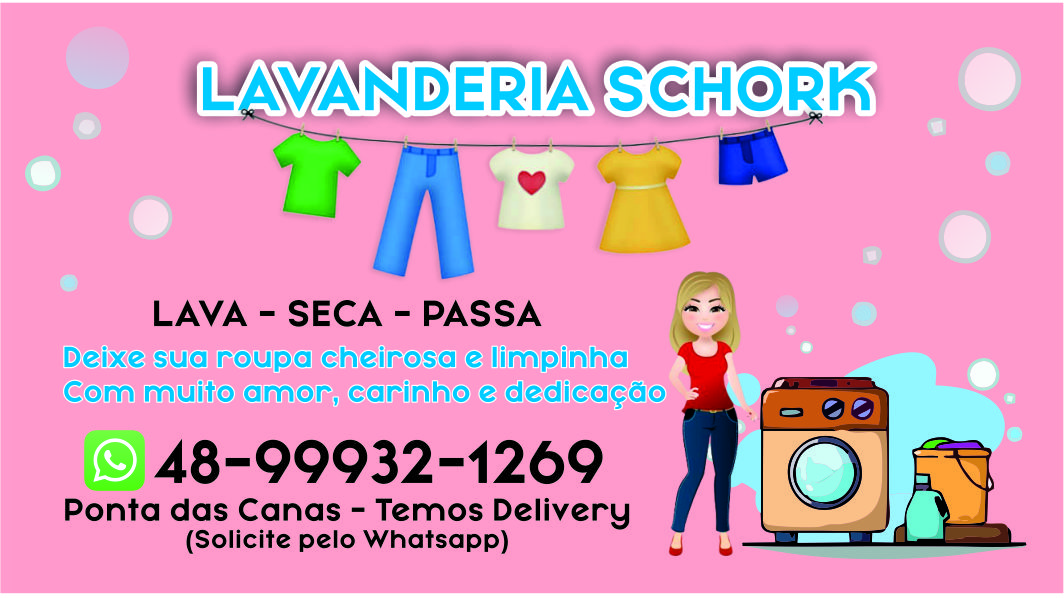 LAVANDERIA SCHORK
LAVA - SECA - PASSA
Deixe sua roupa cheirosa e limpinha
Com muito amor, carinho e dedicação
48-99932-1269
Ponta das Canas - Temos Delivery
(Solicite pelo Whatsapp)